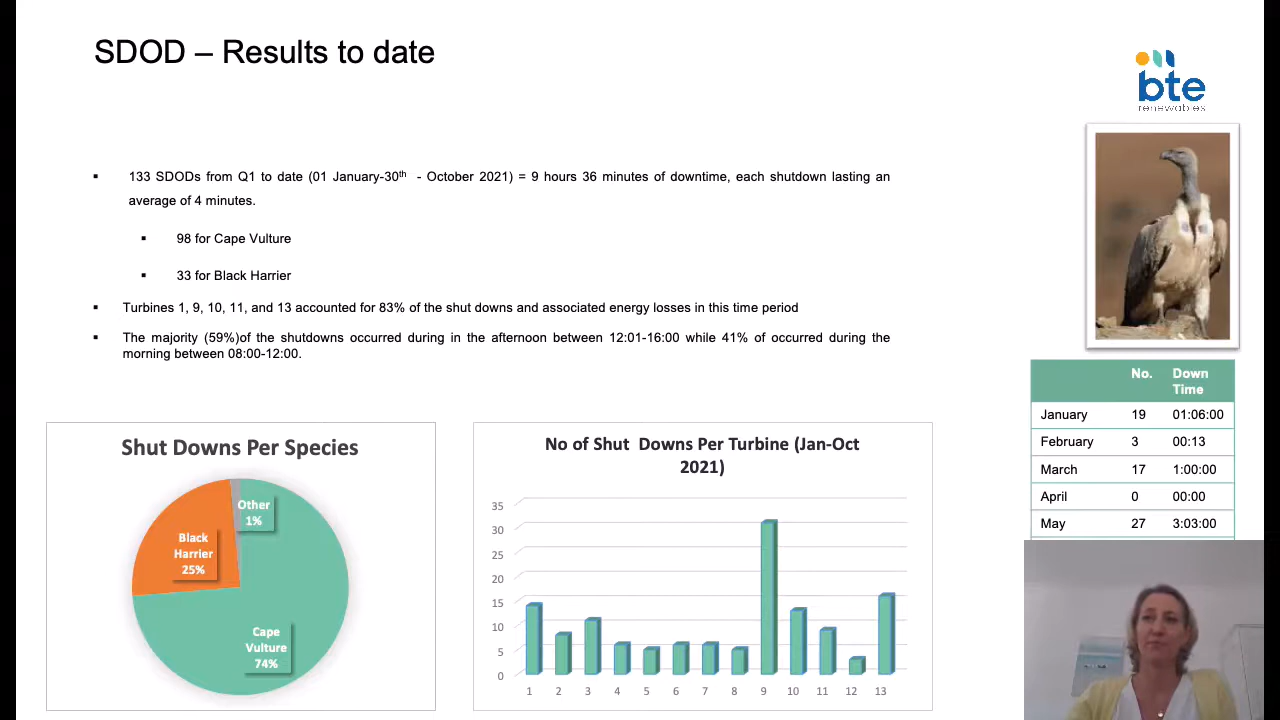 SDOD – Results to date
bte
renewables
▪ 133 SDODs from Q1 to date (01 January-30th - October 2021) = 9 hours 36 minutes of downtime, each shutdown lasting an
average of 4 minutes.
▪ 98 for Cape Vulture
▪ 33 for Black Harrier
▪ Turbines 1, 9, 10, 11, and 13 accounted for 83% of the shut downs and associated energy losses in this time period
▪ The majority (59%)of the shutdowns occurred during in the afternoon between 12:01-16:00 while 41% of occurred during the
morning between 08:00-12:00.
No. Down
Time
January 19 01:06:00
February 3 00:13
March 17 1:00:00
April 0 00:00
May 27 3:03:00
Shut Downs Per Species
Other
1%
Black
Harrier
25%
Cape
Vulture
74%
No of Shut Downs Per Turbine (Jan-Oct
2021)
35
30
25
20
15
10
5
0
1 2 3 4 5 6 7 8 9 10 11 12 13